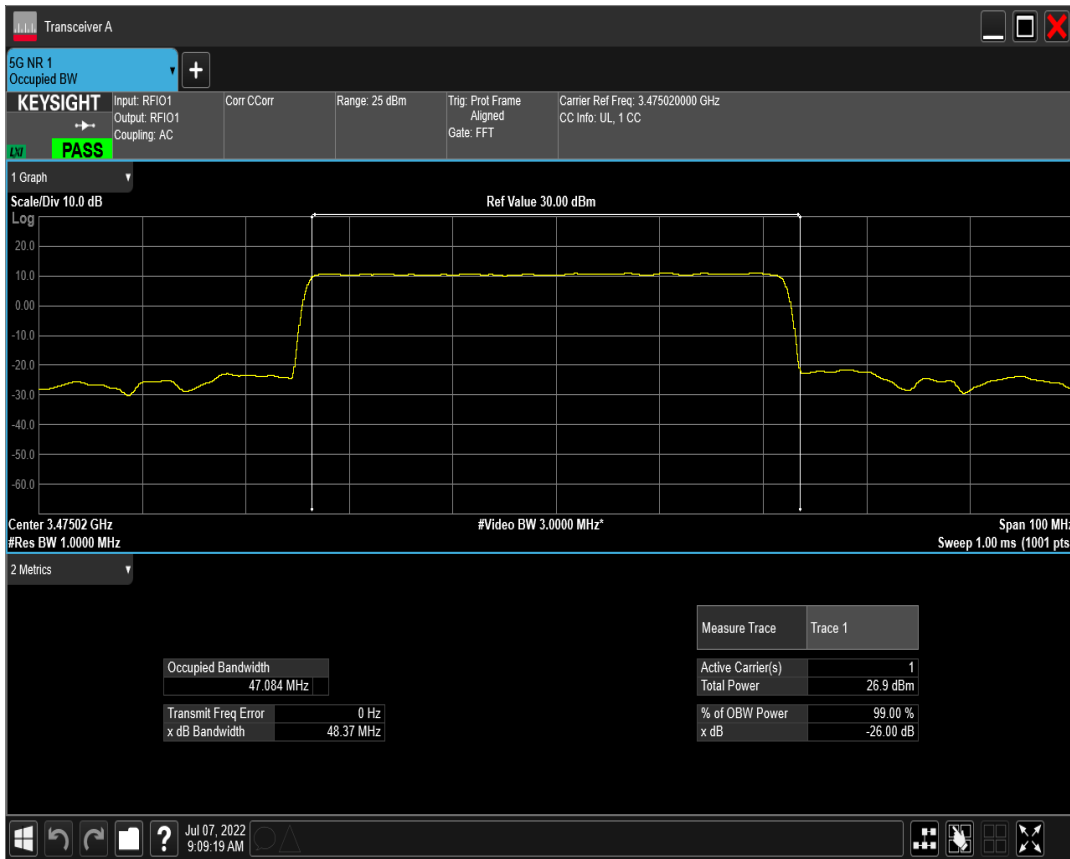 Transceiver A
5G NR 1
Occupied BW
KEYSIGHT
Input: RFIO1
Output: RFIO1
Coupling: AC
Corr CCorr
Range: 25 dBm
Trig: Prot Frame
Aligned
Gate: FFT
Carrier Ref Freq: 3.475020000 GHz
CC Info: UL, 1 CC
LXI
PASS
1 Graph
Scale/Div 10.0 dB
Ref Value 30.00 dBm
Log
20.0
10.0
0.00
-10.0
-20.0
-30.0
-40.0
-50.0
-60.0
Center 3.47502 GHz
#Video BW 3.0000 MHz*
Span 100 MHz
#Res BW 1.0000 MHz
Sweep 1.00 ms (1001 pts
2 Metrics
Measure Trace Trace 1
Occupied Bandwidth
47.084 MHz
Active Carrier(s) 1
Total Power 26.9 dBm
Transmit Freq Error 0 Hz
x dB Bandwidth 48.37 MHz
% of OBW Power 99.00 %
x dB -26.00 dB
Jul 07, 2022
9:09:19 AM